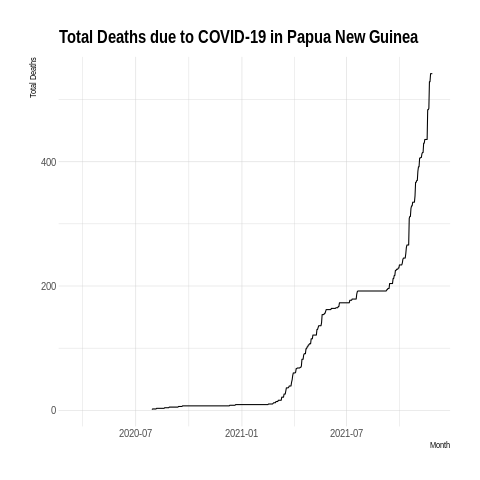 Total Deaths due to COVID-19 in Papua New Guinea
Total Deaths
400
200
0
2020-07
2021-01
2021-07
Month